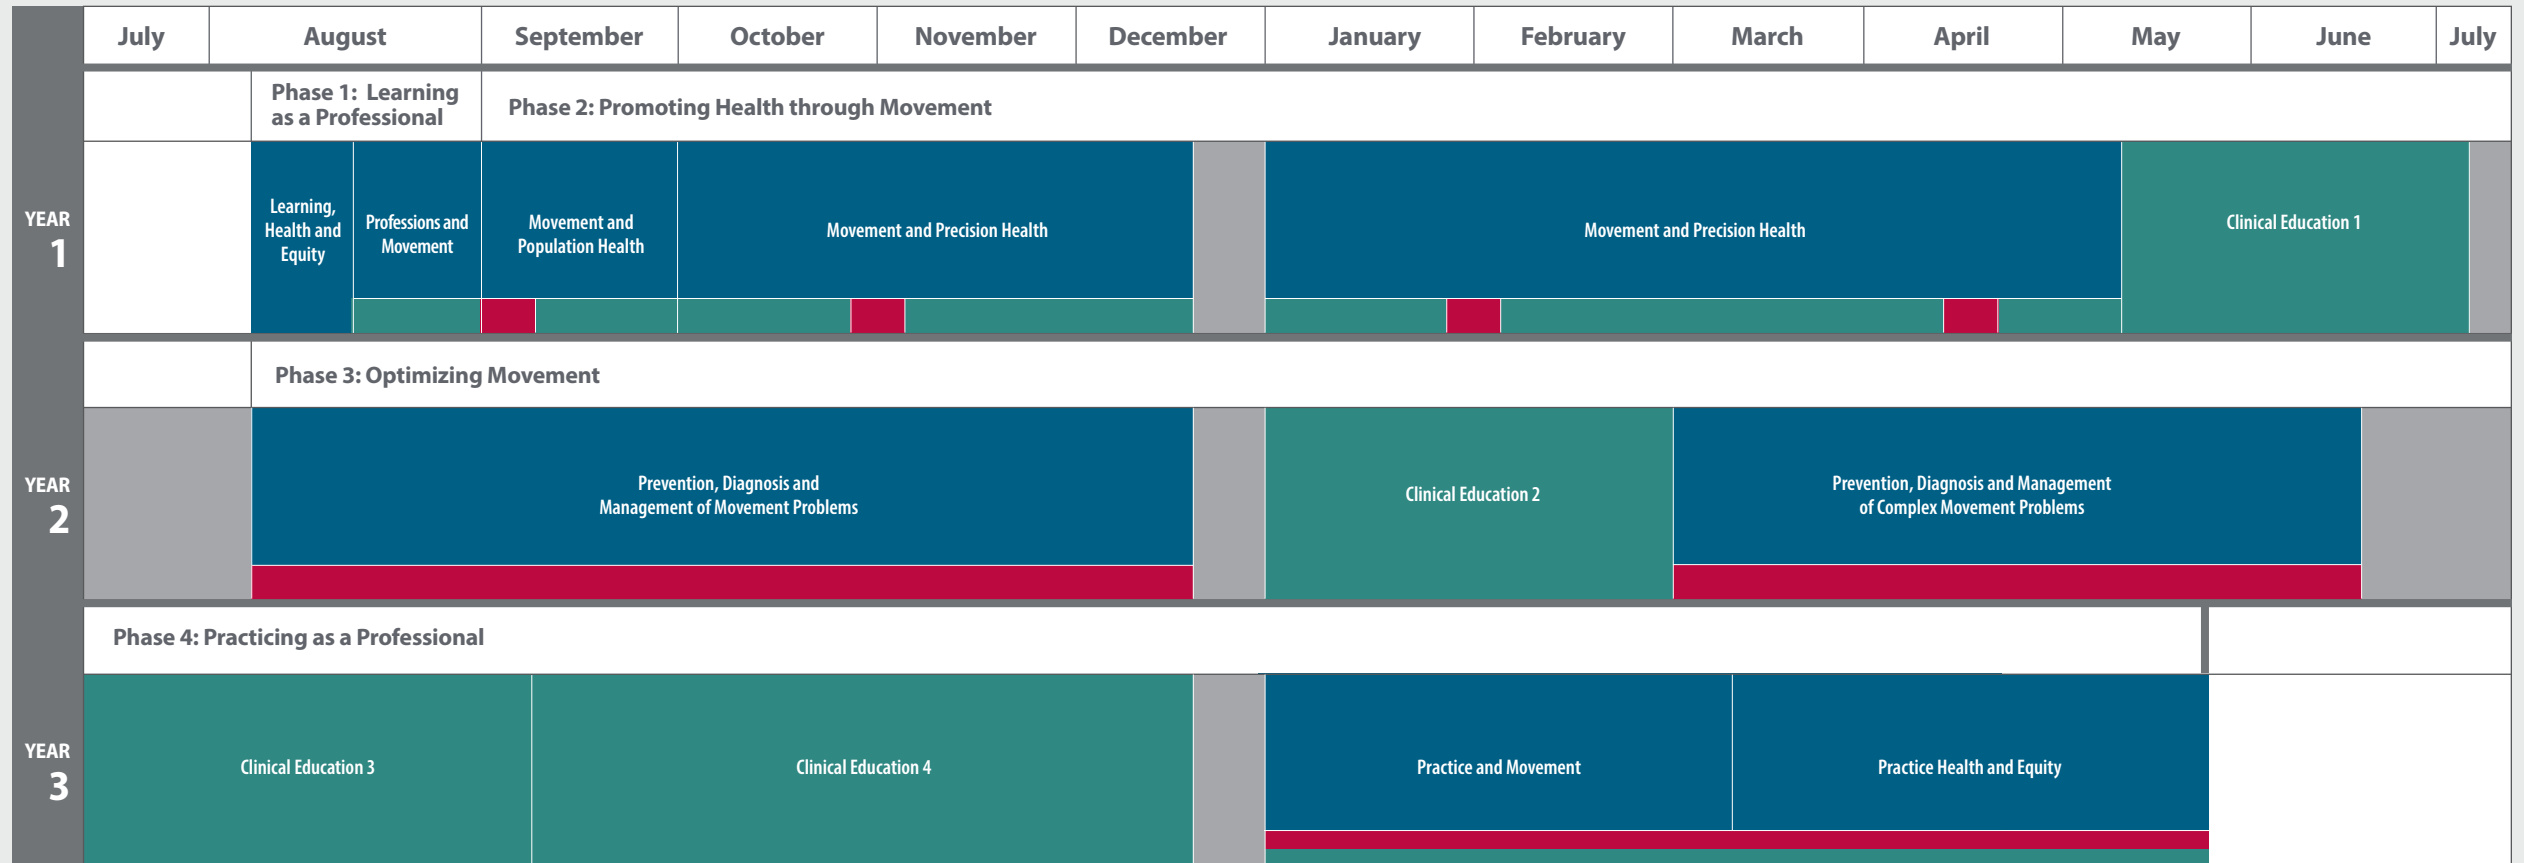 July August September October November December January February March April May June July
Phase 1: Learning
as a Professional
Phase 2: Promoting Health through Movement
YEAR
1
Learning,
Health and
Equity
Professions and
Movement
Movement and
Population Health
Movement and Precision Health
Movement and Precision Health
Clinical Education 1
Phase 3: Optimizing Movement
YEAR
2
Prevention, Diagnosis and
Management of Movement Problems
Clinical Education 2
Prevention, Diagnosis and Management
of Complex Movement Problems
Phase 4: Practicing as a Professional
YEAR
3
Clinical Education 3
Clinical Education 4
Practice and Movement
Practice Health and Equity